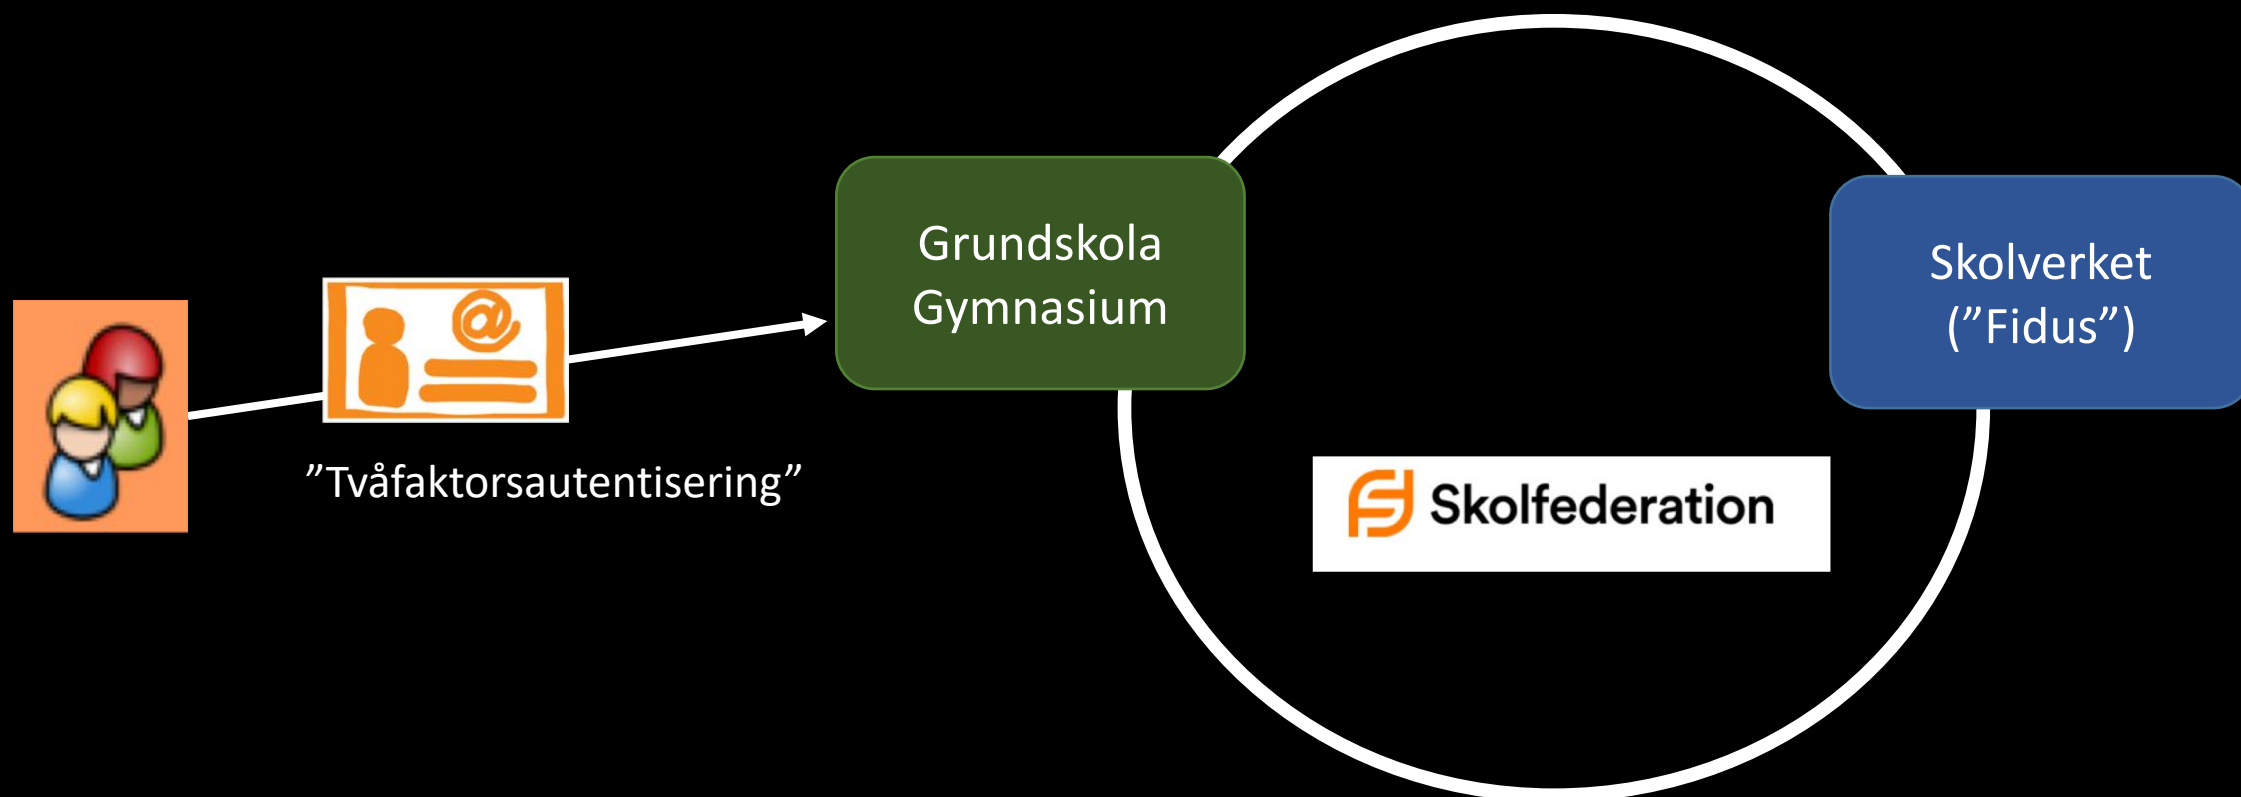 "Tvåfaktorsautentisering"
Grundskola
Gymnasium
Skolverket
("Fidus")
Skolfederation